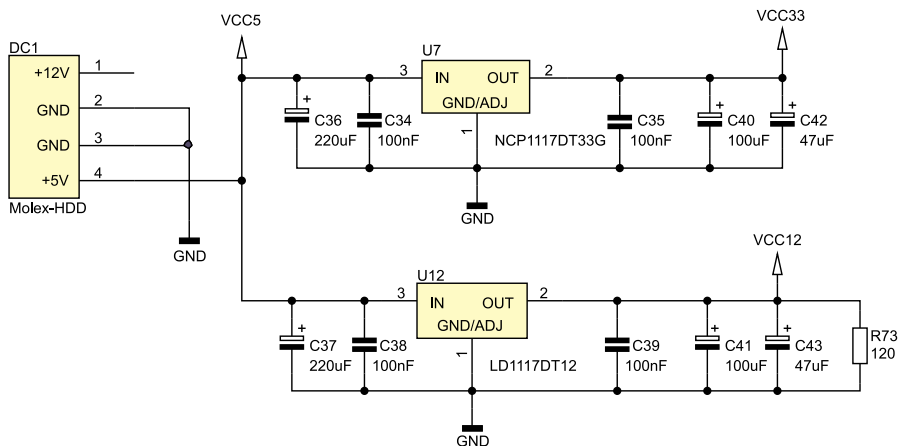 VCC5
VCC33
DC1
+12V 1
GND 2
GND 3
+5V 4
Molex-HDD
GND
U7
3 IN OUT 2
GND/ADJ
1
NCP1117DT33G
+
C36
220uF
C34
100nF
C35
100nF
+
C40
100uF
+
C42
47uF
GND
VCC12
U12
3 IN OUT 2
GND/ADJ
1
LD1117DT12
+
C37
220uF
C38
100nF
C39
100nF
+
C41
100uF
+
C43
47uF
R73
120
GND